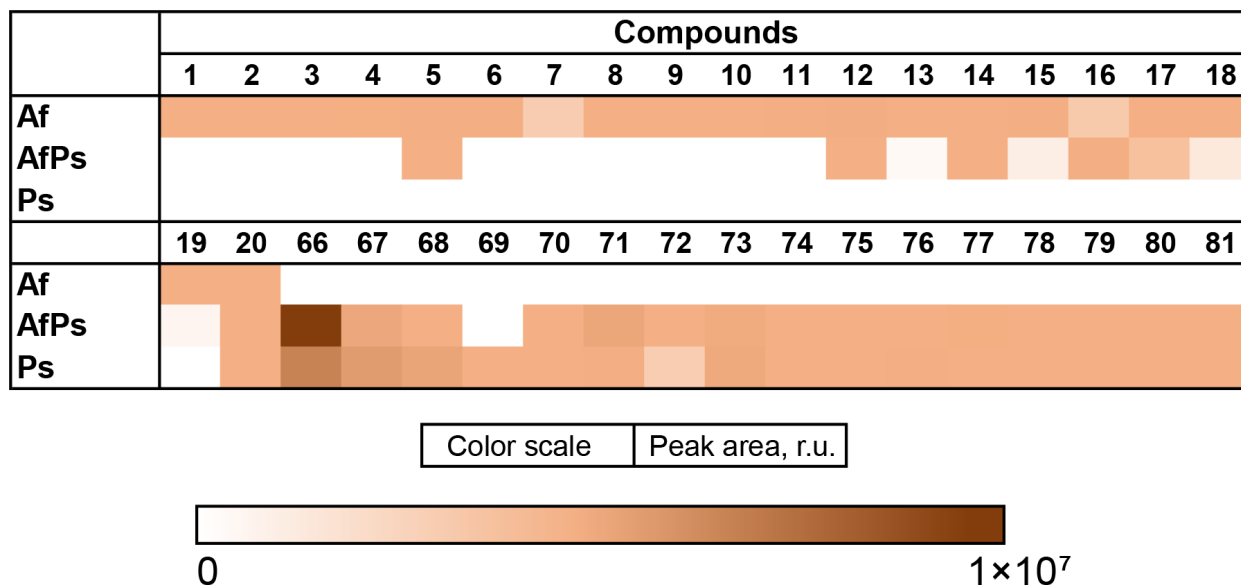 Compounds
1 2 3 4 5 6 7 8 9 10 11 12 13 14 15 16 17 18
Af
AfPs
Ps
19 20 66 67 68 69 70 71 72 73 74 75 76 77 78 79 80 81
Af
AfPs
Ps
Color scale Peak area, r.u.
0 1×10⁷